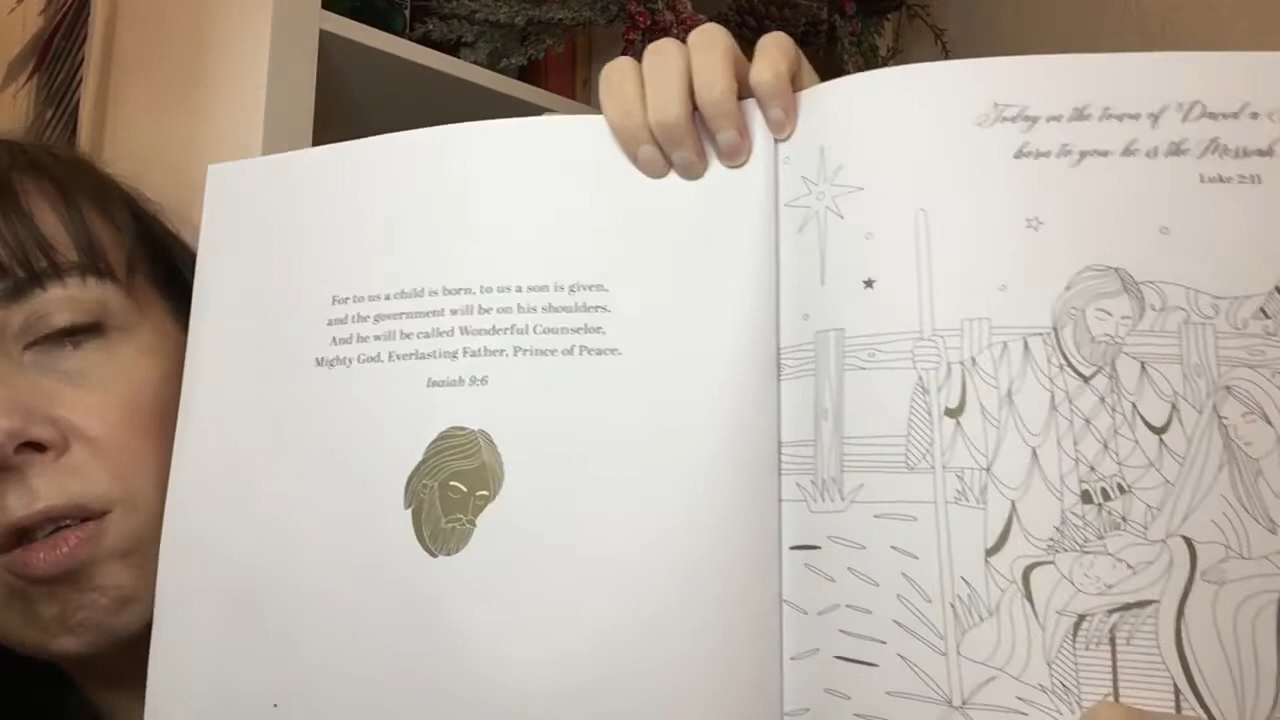 For to us a child is born, to us a son is given,
and the government will be on his shoulders.
And he will be called Wonderful Counselor,
Mighty God, Everlasting Father, Prince of Peace.
Isaiah 9:6
Today in the town of David a
born to you he is the Messiah
Luke 2:11